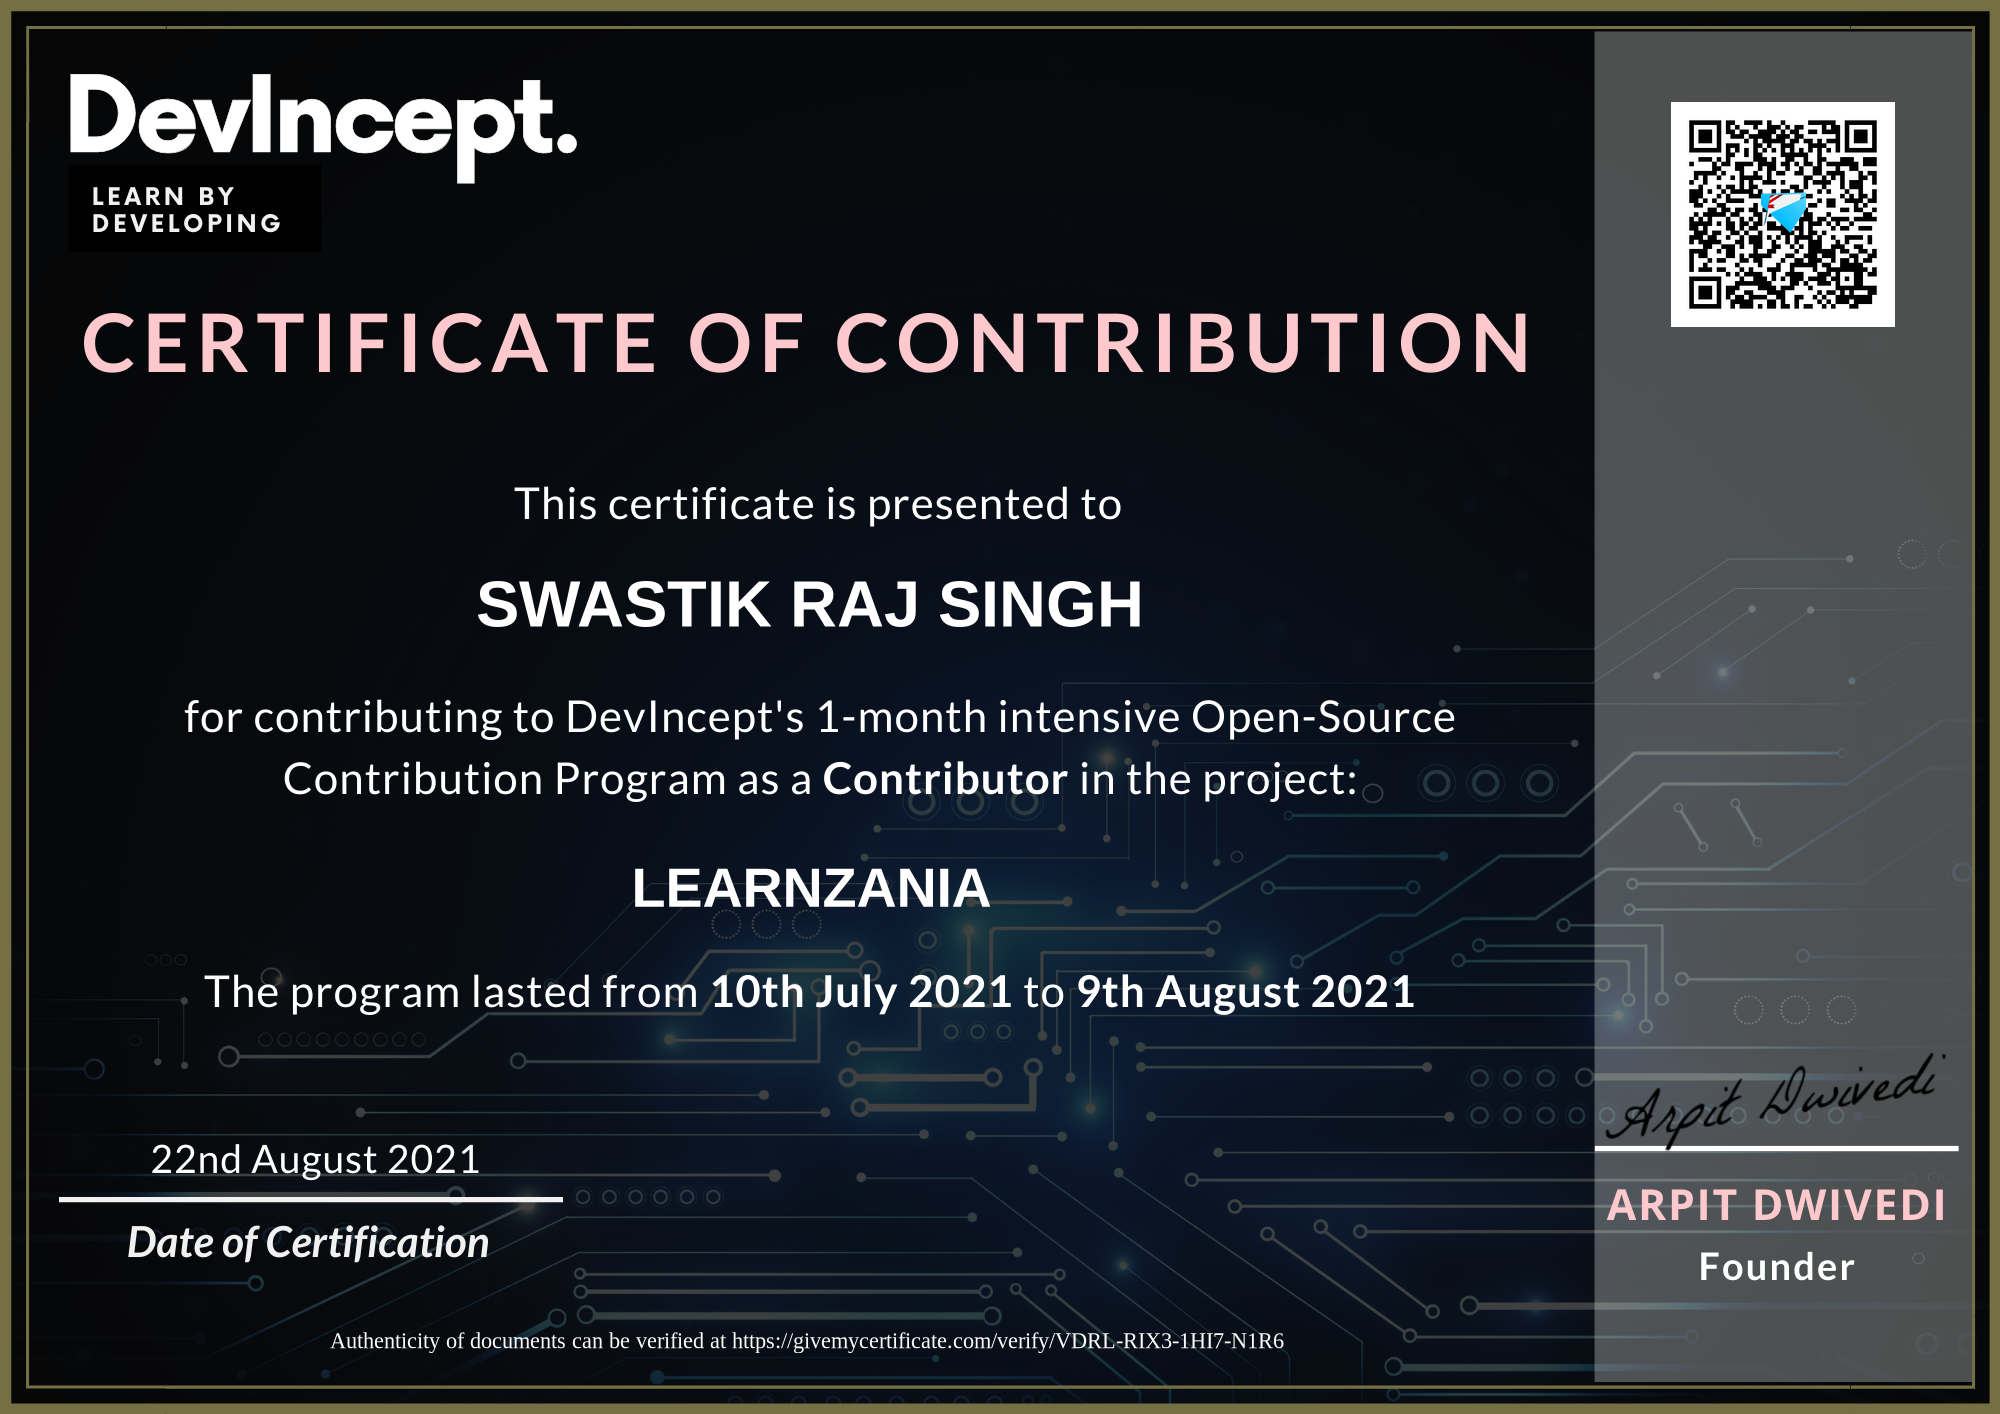 DevIncept.
LEARN BY
DEVELOPING
CERTIFICATE OF CONTRIBUTION
This certificate is presented to
SWASTIK RAJ SINGH
for contributing to DevIncept's 1-month intensive Open-Source
Contribution Program as a Contributor in the project:
LEARNZANIA
The program lasted from 10th July 2021 to 9th August 2021
22nd August 2021
Date of Certification
Arpit Dwivedi
ARPIT DWIVEDI
Founder
Authenticity of documents can be verified at https://givemycertificate.com/verify/VDRL-RIX3-1HI7-N1R6